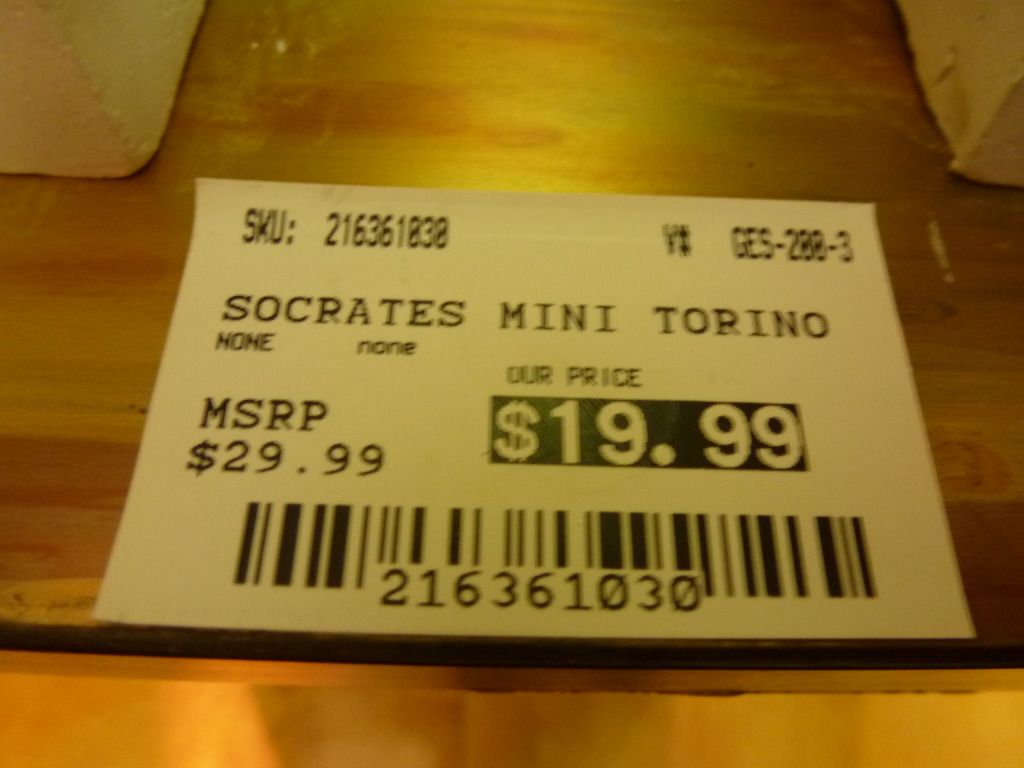 SKU: 216361030 V# GES-200-3
SOCRATES MINI TORINO
NONE none
OUR PRICE
MSRP $19.99
$29.99
216361030